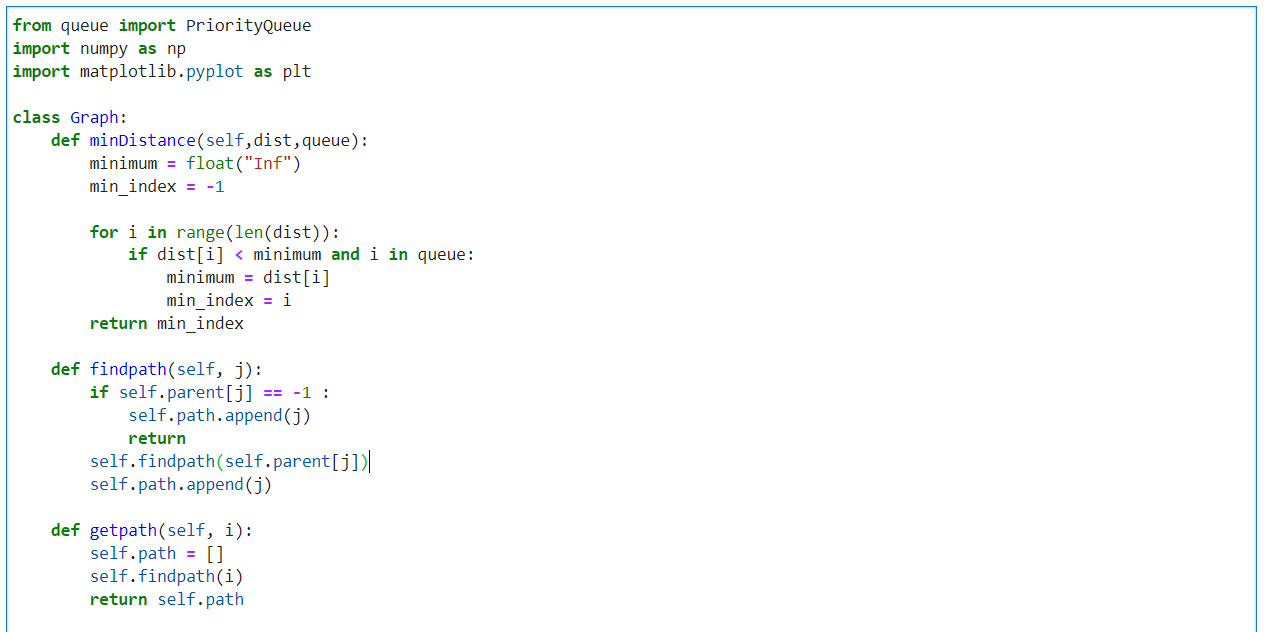 from queue import PriorityQueue
import numpy as np
import matplotlib.pyplot as plt

class Graph:
    def minDistance(self,dist,queue):
        minimum = float("Inf")
        min_index = -1

        for i in range(len(dist)):
            if dist[i] < minimum and i in queue:
                minimum = dist[i]
                min_index = i
        return min_index

    def findpath(self, j):
        if self.parent[j] == -1 :
            self.path.append(j)
            return
        self.findpath(self.parent[j])
        self.path.append(j)

    def getpath(self, i):
        self.path = []
        self.findpath(i)
        return self.path